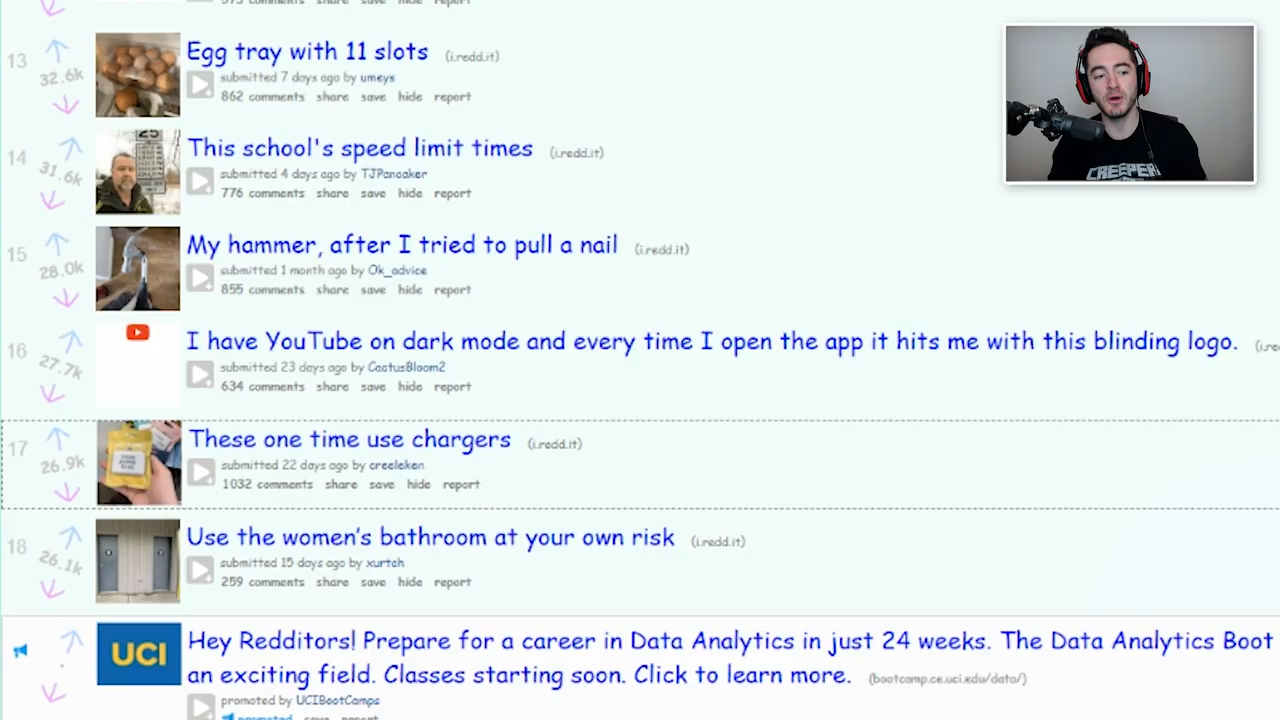 862 comments share save hide report
13
32.6k
Egg tray with 11 slots (i.redd.it)
submitted 7 days ago by umeys
14
31.6k
This school's speed limit times (i.redd.it)
submitted 4 days ago by TJPanoaker
776 comments share save hide report
25
15
28.0k
My hammer, after I tried to pull a nail (i.redd.it)
submitted 1 month ago by Ok_advice
855 comments share save hide report
16
27.7k
I have YouTube on dark mode and every time I open the app it hits me with this blinding logo.
submitted 23 days ago by CactusBloom2
634 comments share save hide report
17
26.9k
These one time use chargers (i.redd.it)
submitted 22 days ago by creeleken
1032 comments share save hide report
18
26.1k
Use the women's bathroom at your own risk (i.redd.it)
submitted 15 days ago by xurtoh
259 comments share save hide report
UCI
Hey Redditors! Prepare for a career in Data Analytics in just 24 weeks. The Data Analytics Boot
an exciting field. Classes starting soon. Click to learn more. (bootcamp.ce.uci.edu/data/)
promoted by UCIBootCamps
promoted save report
CREEPER